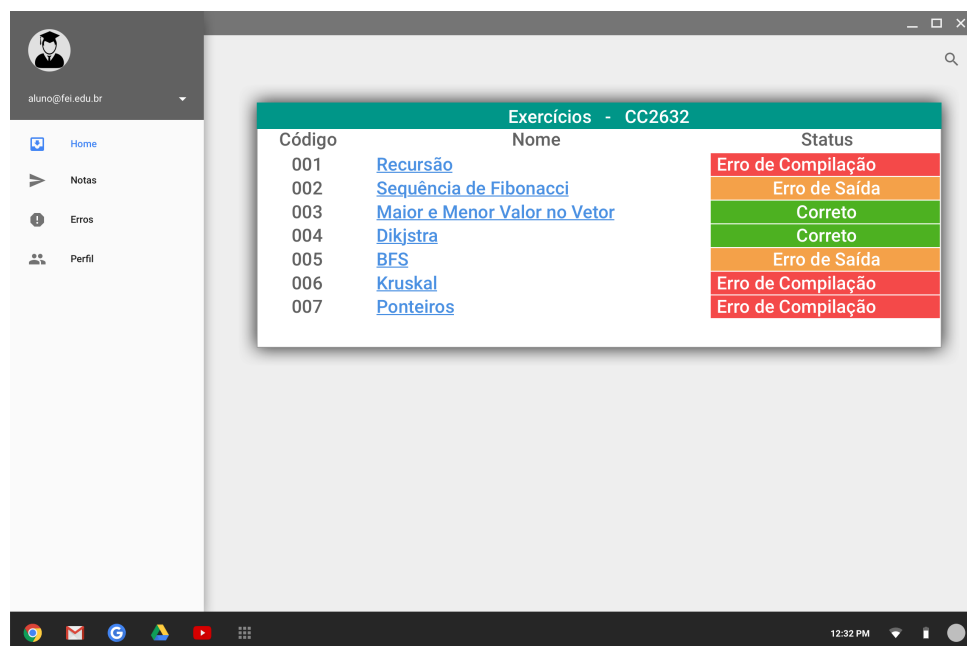 aluno@fei.edu.br
Home
Notas
Erros
Perfil
Exercícios - CC2632
Código Nome Status
001 Recursão Erro de Compilação
002 Sequência de Fibonacci Erro de Saída
003 Maior e Menor Valor no Vetor Correto
004 Dikjstra Correto
005 BFS Erro de Saída
006 Kruskal Erro de Compilação
007 Ponteiros Erro de Compilação
12:32 PM